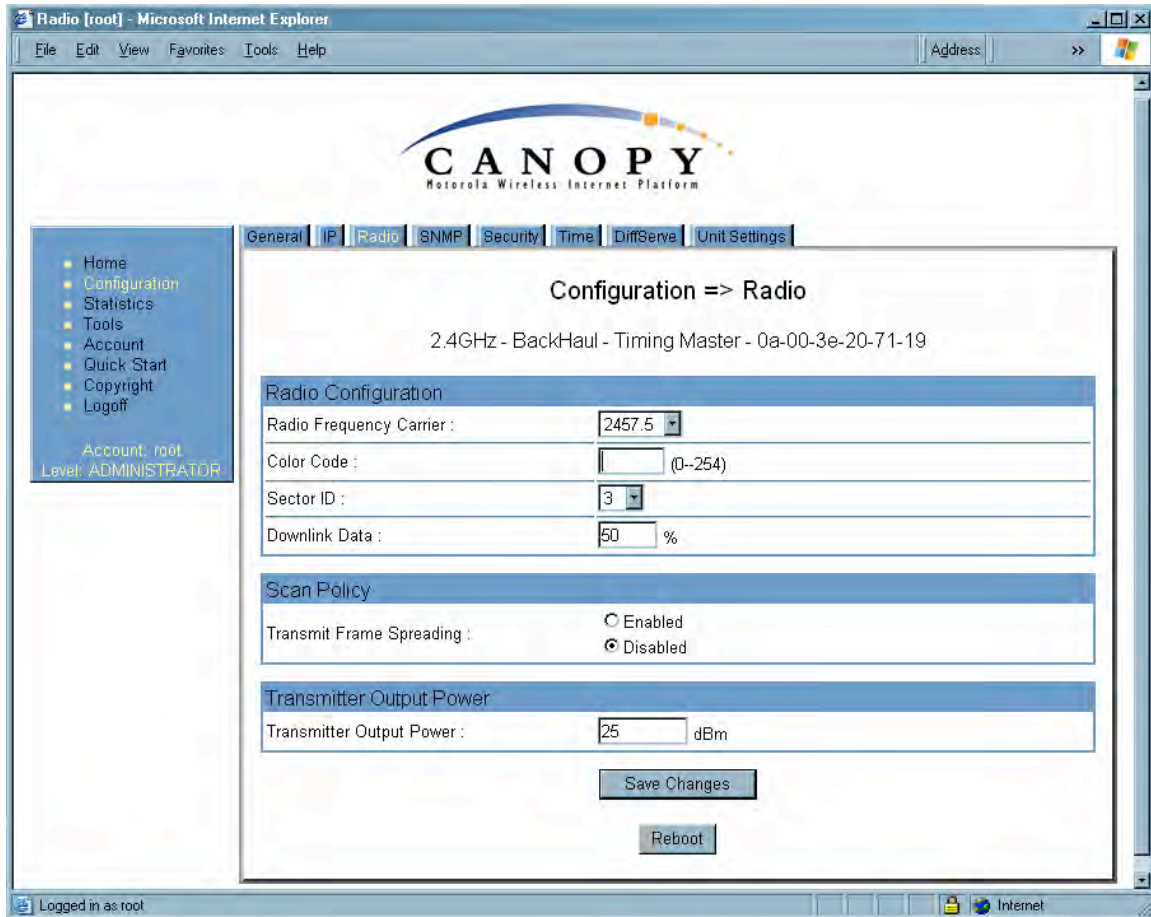 Radio [root] - Microsoft Internet Explorer
File Edit View Favorites Tools Help Address »
CANOPY
Motorola Wireless Internet Platform
General IP Radio SNMP Security Time DiffServe Unit Settings
Home
Configuration
Statistics
Tools
Account
Quick Start
Copyright
Logoff
Account: root
Level: ADMINISTRATOR
Configuration => Radio
2.4GHz - BackHaul - Timing Master - 0a-00-3e-20-71-19
Radio Configuration
Radio Frequency Carrier : 2457.5
Color Code : (0--254)
Sector ID : 3
Downlink Data : 50 %
Scan Policy
Transmit Frame Spreading : Enabled
Disabled
Transmitter Output Power
Transmitter Output Power : 25 dBm
Save Changes
Reboot
Logged in as root Internet